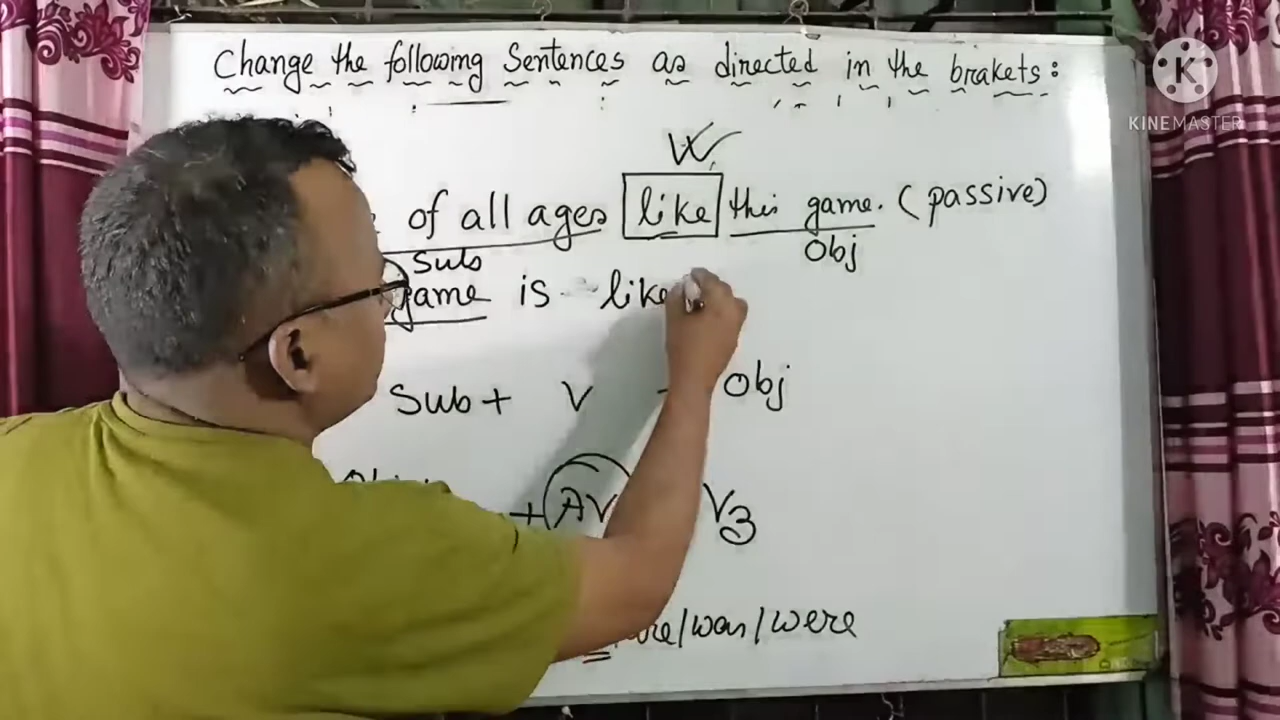 Change the following Sentences as directed in the brakets:
KINEMASTER
V
of all ages like this game. (passive)
Sub
Obj
game is like
Sub + V + Obj
+ AV V3
/was/were